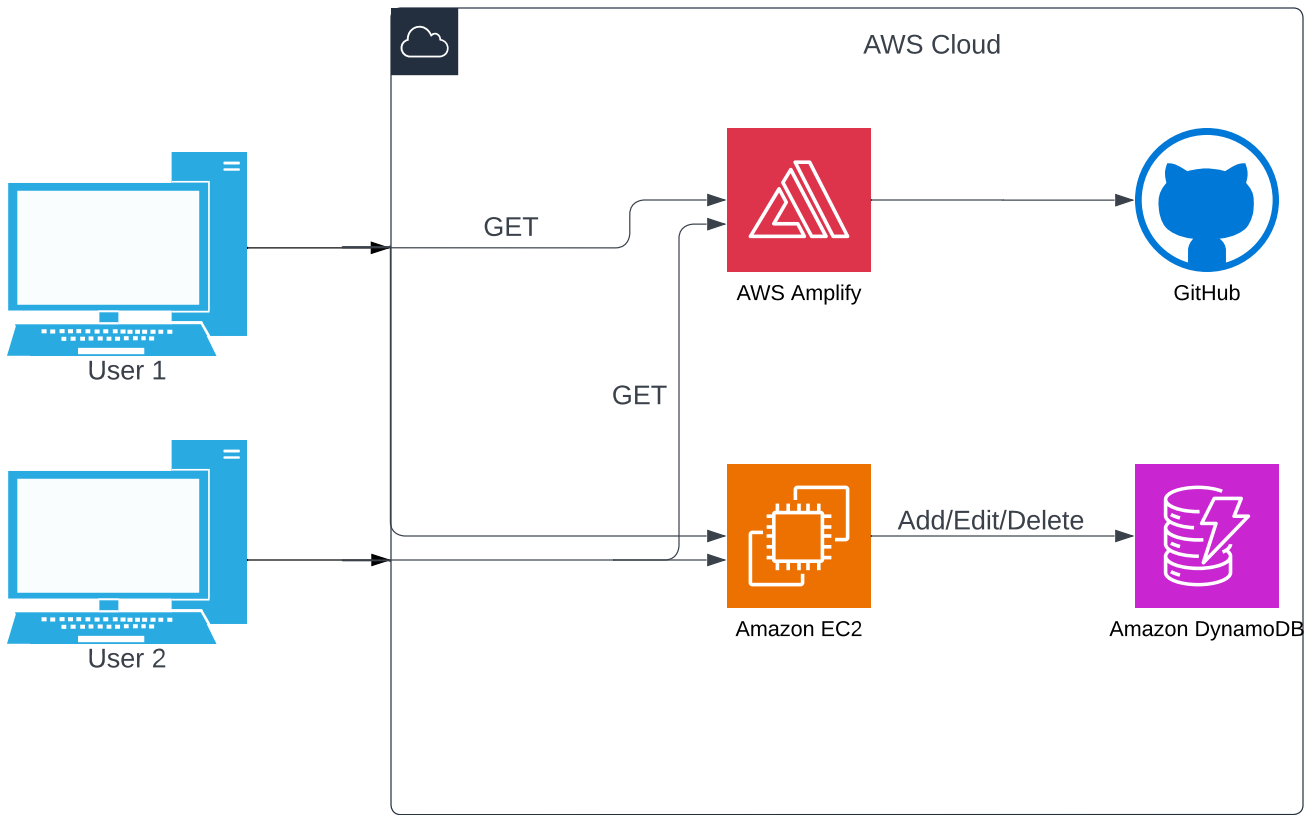 AWS Cloud
GET
AWS Amplify
GitHub
User 1
GET
Add/Edit/Delete
Amazon EC2
Amazon DynamoDB
User 2